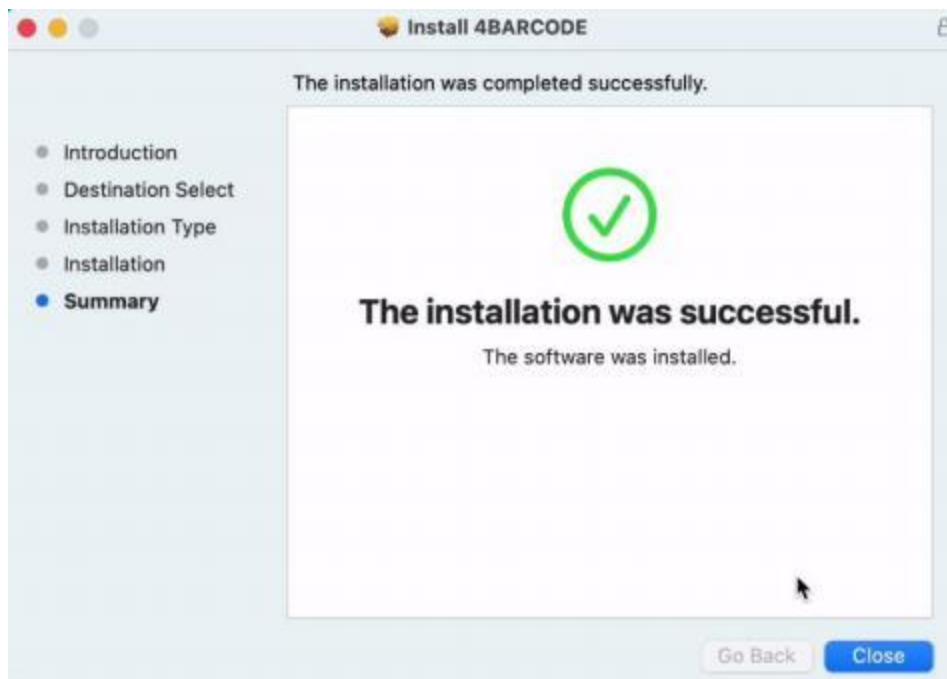 Install 4BARCODE
The installation was completed successfully.
Introduction
Destination Select
Installation Type
Installation
Summary
The installation was successful.
The software was installed.
Go Back
Close